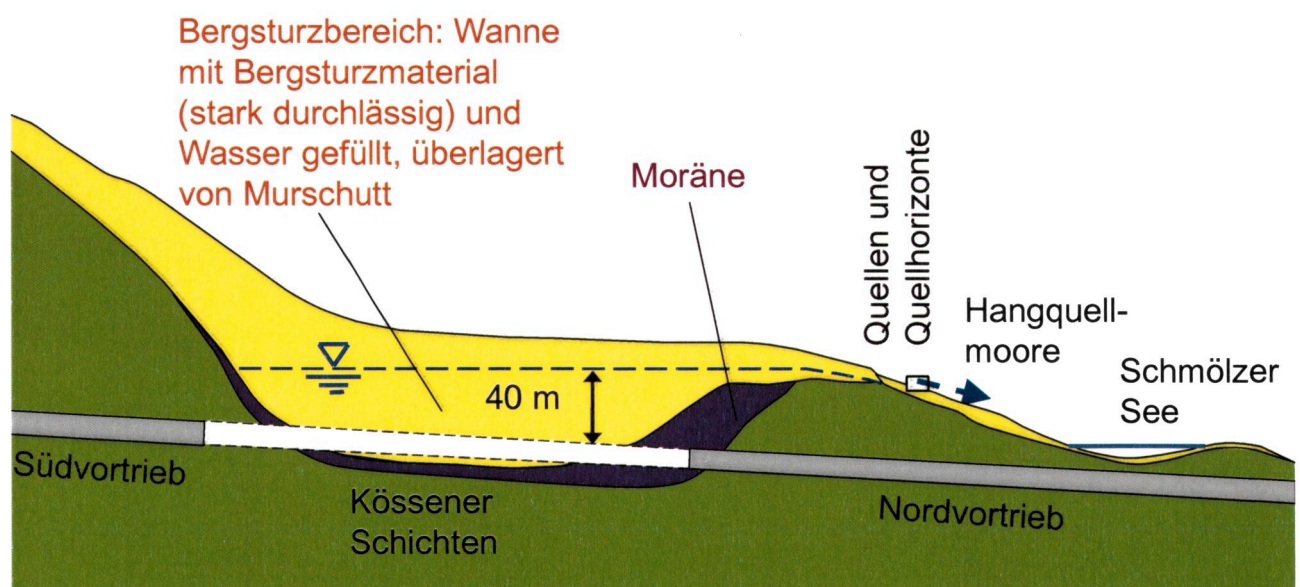 Bergsturzbereich: Wanne
mit Bergsturzmaterial
(stark durchlässig) und
Wasser gefüllt, überlagert
von Murschutt
Moräne
Quellen und
Quellhorizonte
Hangquell-
moore
Schmölzer
See
40 m
Südvortrieb
Kössener
Schichten
Nordvortrieb